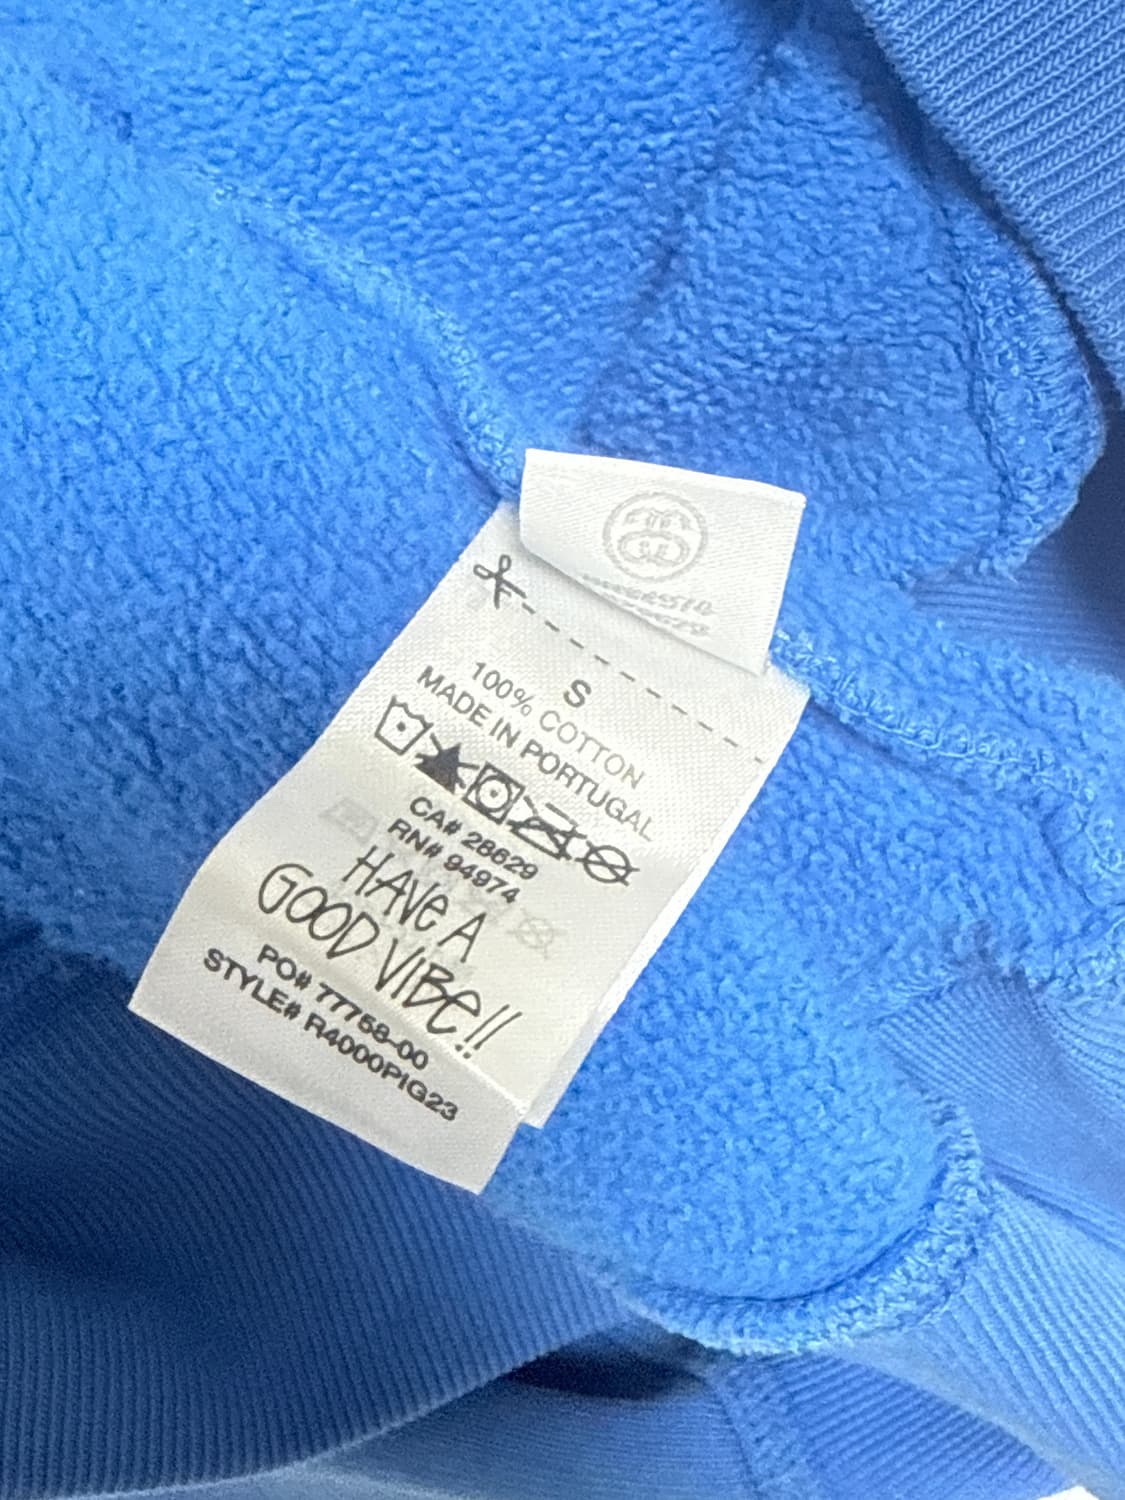 S
100% COTTON
MADE IN PORTUGAL
CA# 28629
RN# 94974
HAVE A
GOOD VIBE!!
PO# 77758-00
STYLE# R4000PIG23